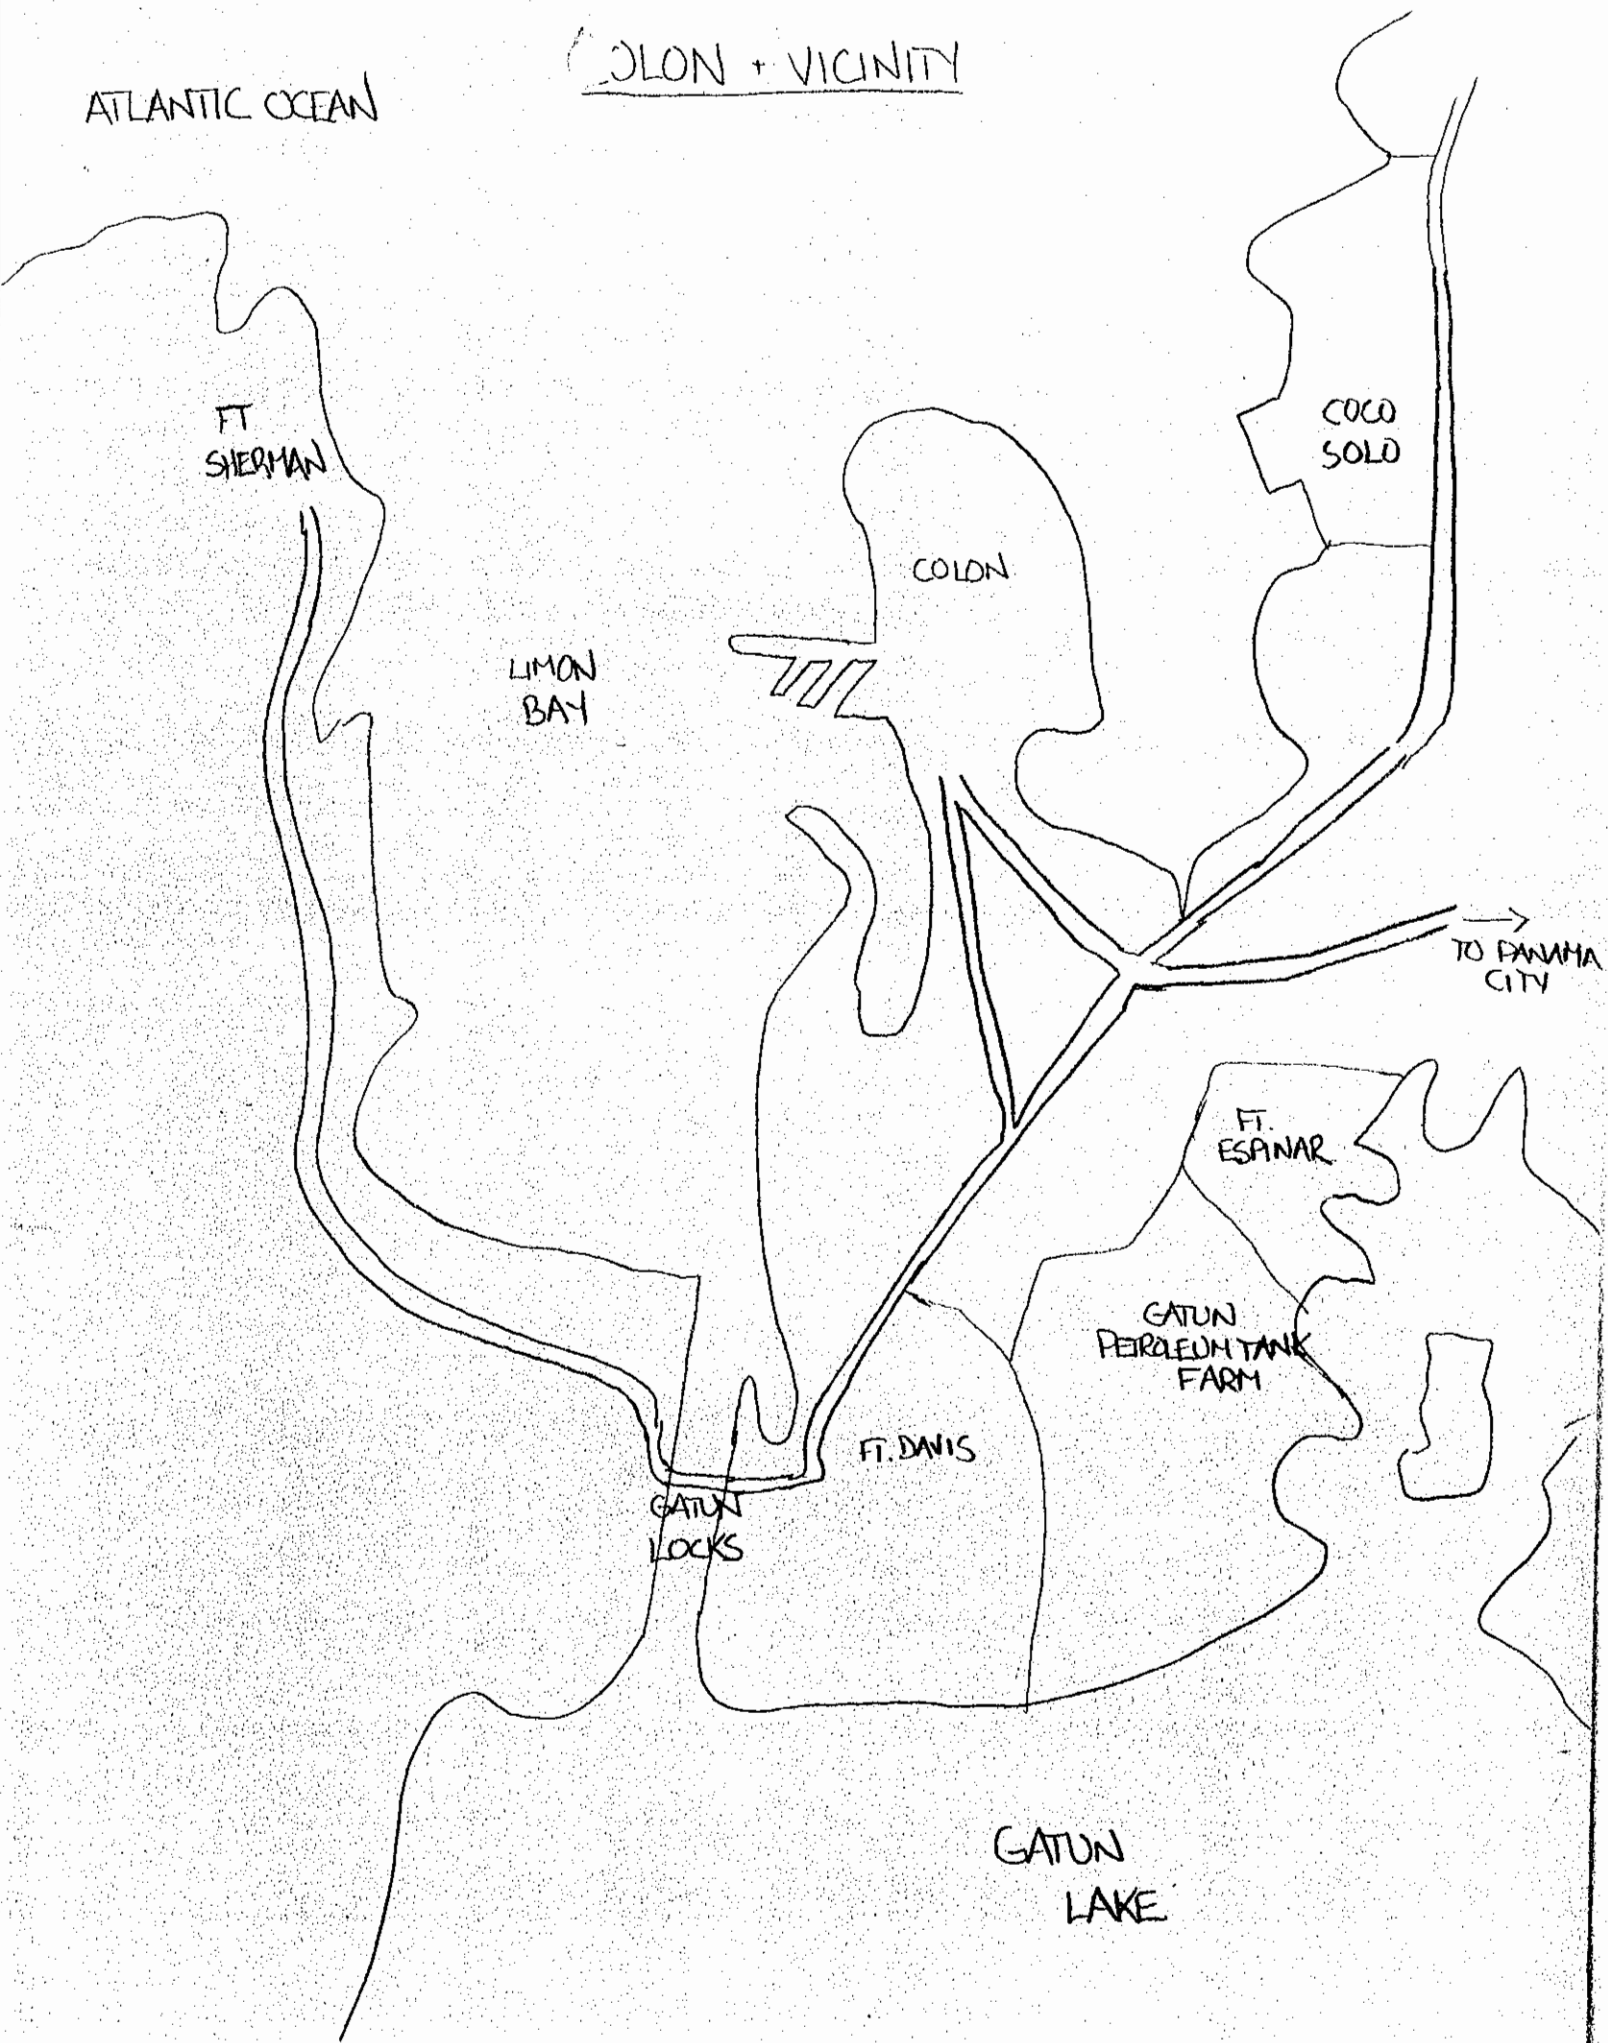 COLON + VICINITY
ATLANTIC OCEAN
FT
SHERMAN
COCO
SOLO
COLON
LIMON
BAY
TO PANAMA
CITY
FT.
ESPINAR
GATUN
PETROLEUM TANK
FARM
FT. DAVIS
GATUN
LOCKS
GATUN
LAKE